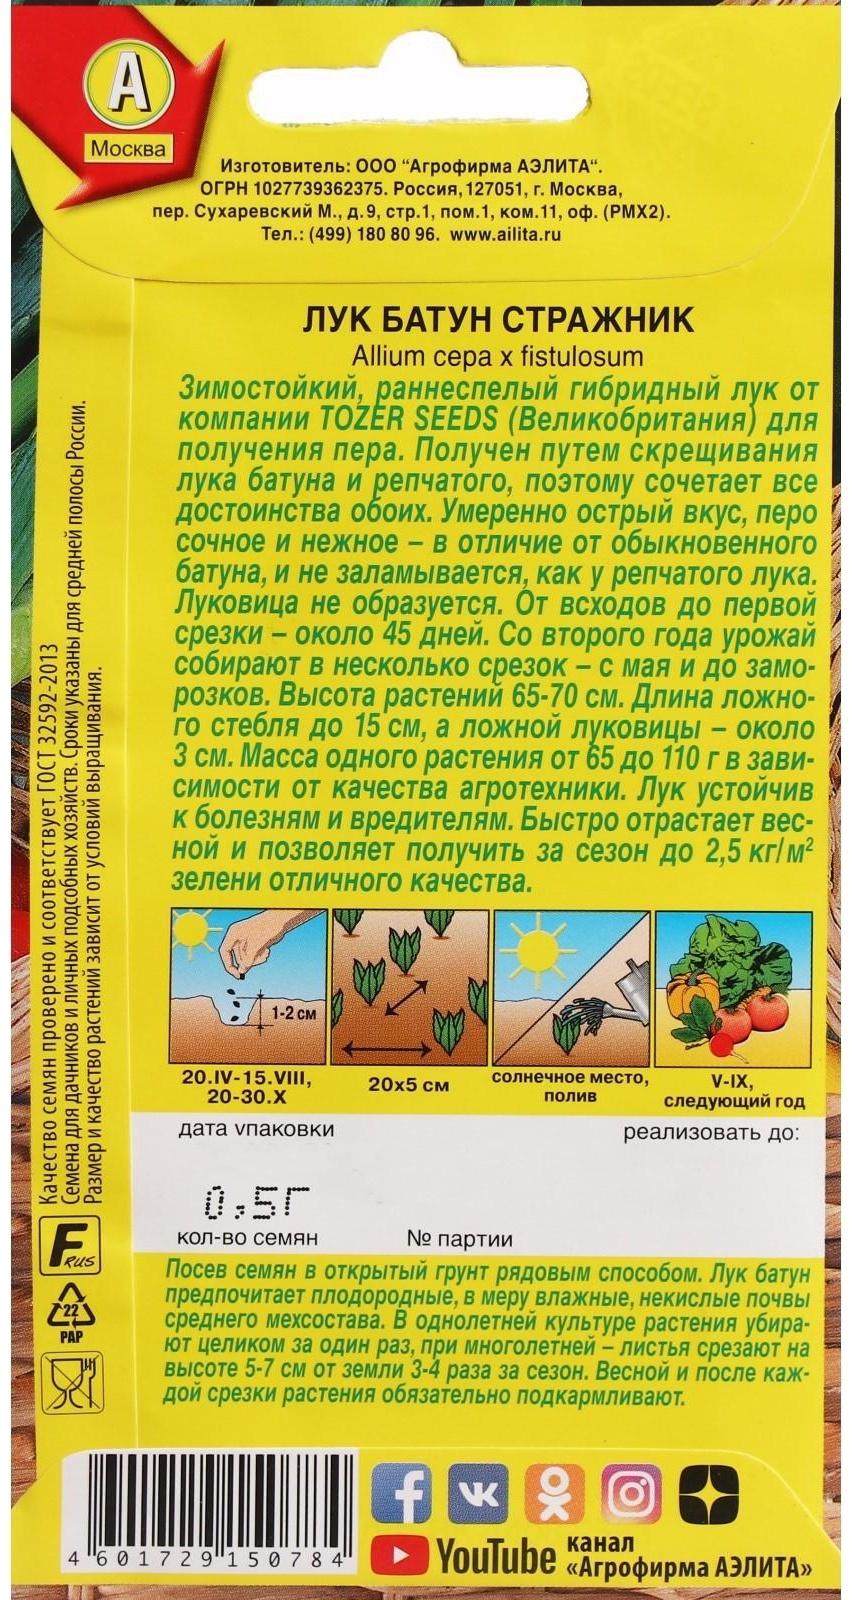 А
Москва
Изготовитель: ООО “Агрофирма АЭЛИТА“.
ОГРН 1027739362375. Россия, 127051, г. Москва,
пер. Сухаревский М., д.9, стр.1, пом.1, ком.11, оф. (РМХ2).
Тел.: (499) 180 80 96. www.ailita.ru
ЛУК БАТУН СТРАЖНИК
Allium cepa x fistulosum
Зимостойкий, раннеспелый гибридный лук от
компании TOZER SEEDS (Великобритания) для
получения пера. Получен путем скрещивания
лука батуна и репчатого, поэтому сочетает все
достоинства обоих. Умеренно острый вкус, перо
сочное и нежное – в отличие от обыкновенного
батуна, и не заламывается, как у репчатого лука.
Луковица не образуется. От всходов до первой
срезки – около 45 дней. Со второго года урожай
собирают в несколько срезок – с мая и до замо-
розков. Высота растений 65-70 см. Длина ложно-
го стебля до 15 см, а ложной луковицы – около
3 см. Масса одного растения от 65 до 110 г в зави-
симости от качества агротехники. Лук устойчив
к болезням и вредителям. Быстро отрастает вес-
ной и позволяет получить за сезон до 2,5 кг/м²
зелени отличного качества.
1-2 см
20.IV-15.VIII,
20-30.X
20x5 см
солнечное место,
полив
V-IX,
следующий год
дата упаковки
реализовать до:
0,5г
кол-во семян
№ партии
Посев семян в открытый грунт рядовым способом. Лук батун
предпочитает плодородные, в меру влажные, некислые почвы
среднего мехсостава. В однолетней культуре растения убира-
ют целиком за один раз, при многолетней – листья срезают на
высоте 5-7 см от земли 3-4 раза за сезон. Весной и после каж-
дой срезки растения обязательно подкармливают.
Качество семян проверено и соответствует ГОСТ 32592-2013
Семена для дачников и личных подсобных хозяйств. Сроки указаны для средней полосы России.
Размер и качество растений зависит от условий выращивания.
F RUS
22
PAP
4 601729 150784
YouTube
канал
«Агрофирма АЭЛИТА»